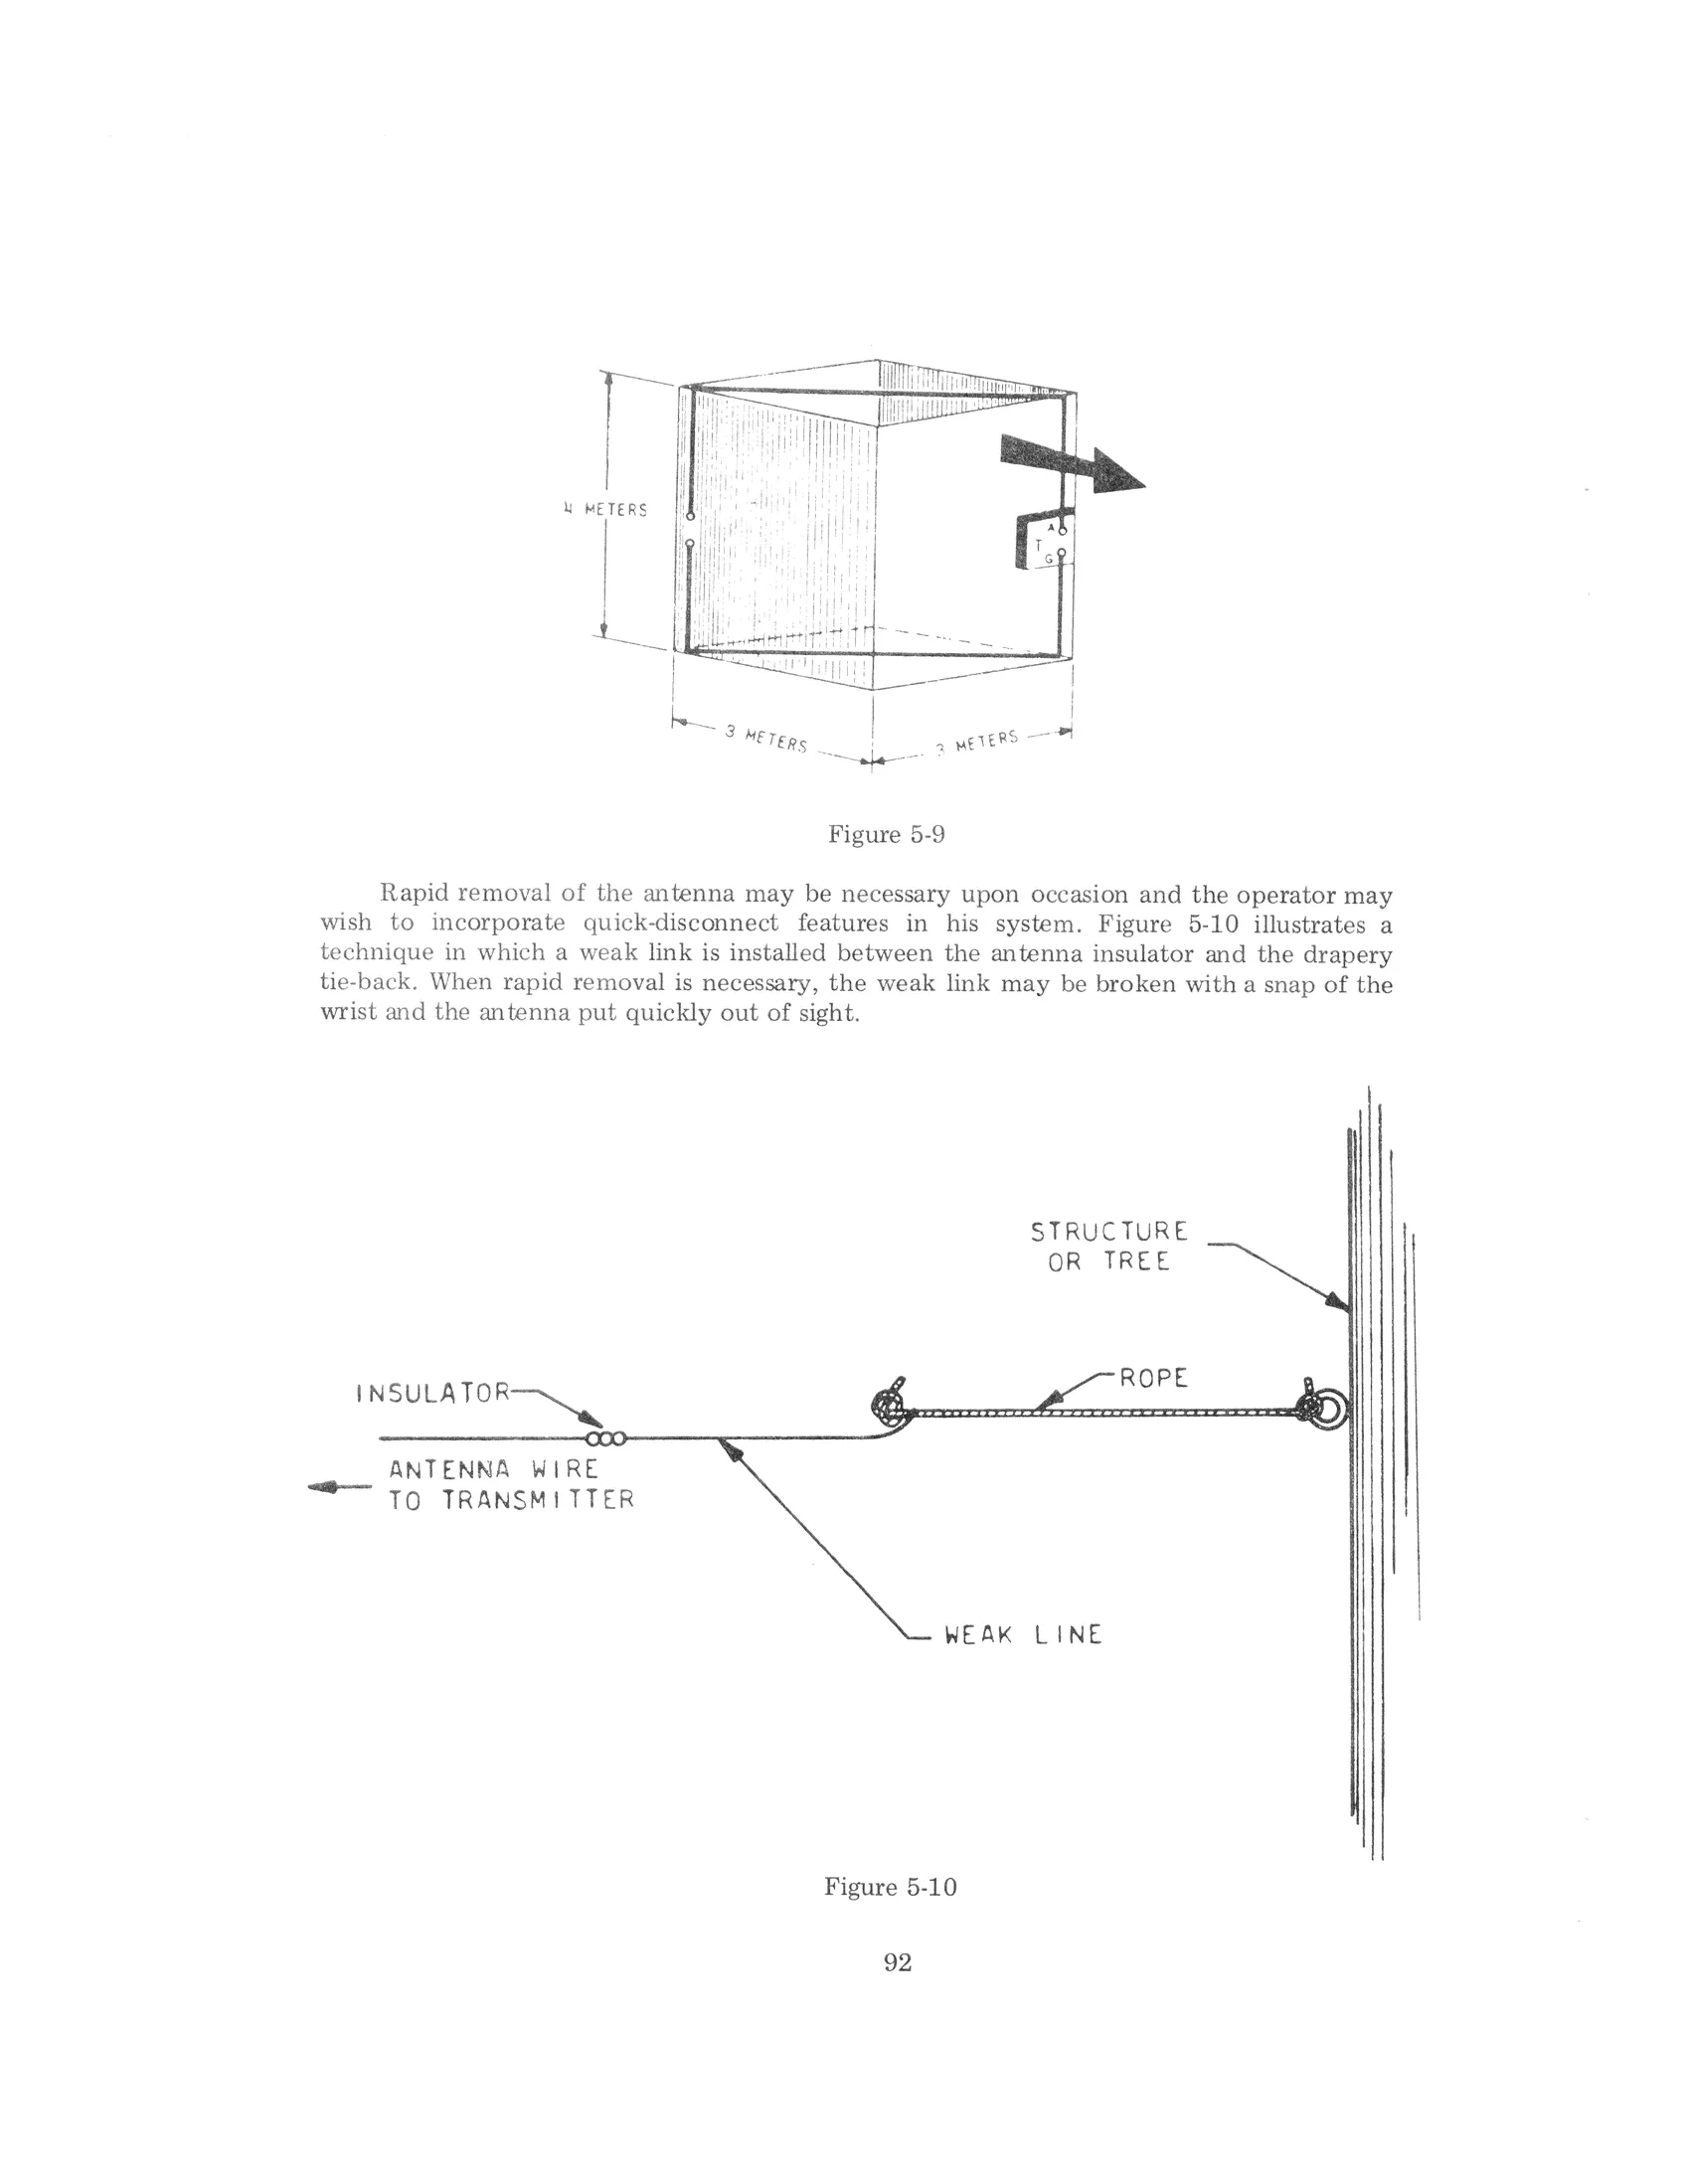 4 METERS
A
T
G
3 METERS
3 METERS
Figure 5-9
Rapid removal of the antenna may be necessary upon occasion and the operator may
wish to incorporate quick-disconnect features in his system. Figure 5-10 illustrates a
technique in which a weak link is installed between the antenna insulator and the drapery
tie-back. When rapid removal is necessary, the weak link may be broken with a snap of the
wrist and the antenna put quickly out of sight.
STRUCTURE
OR TREE
ROPE
INSULATOR
ANTENNA WIRE
TO TRANSMITTER
WEAK LINE
Figure 5-10
92